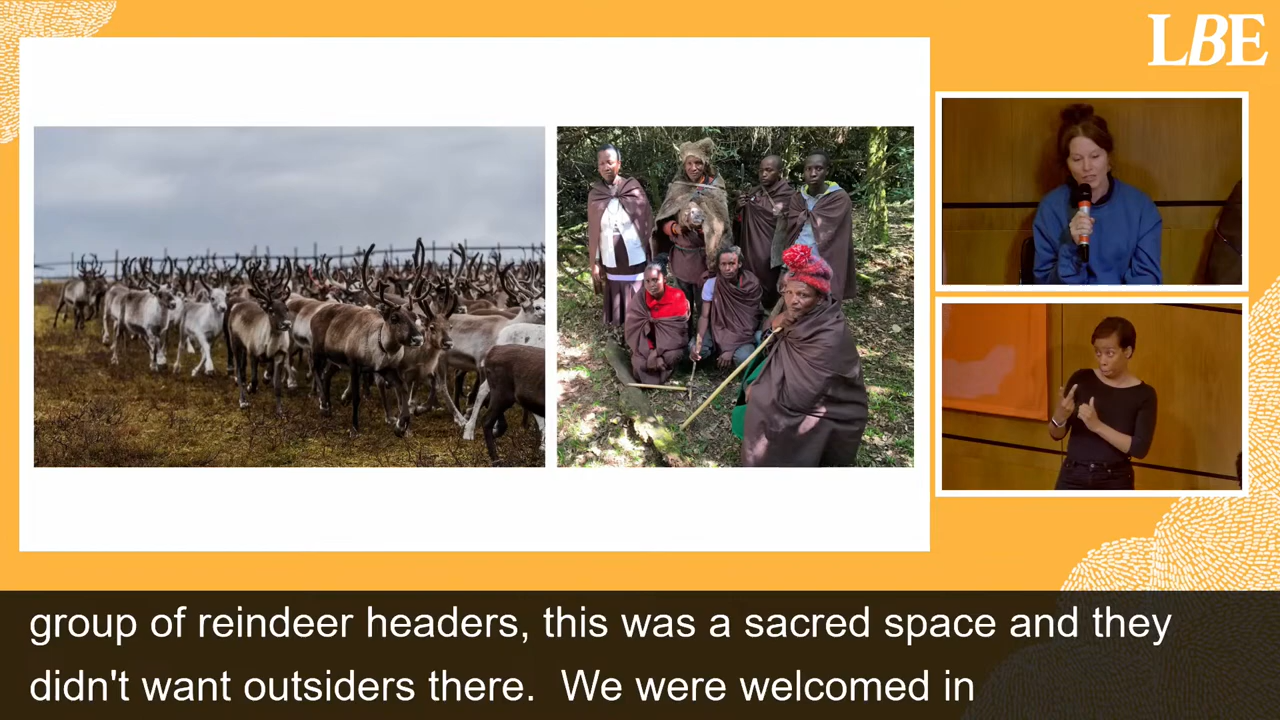 LBE
group of reindeer headers, this was a sacred space and they
didn't want outsiders there.  We were welcomed in